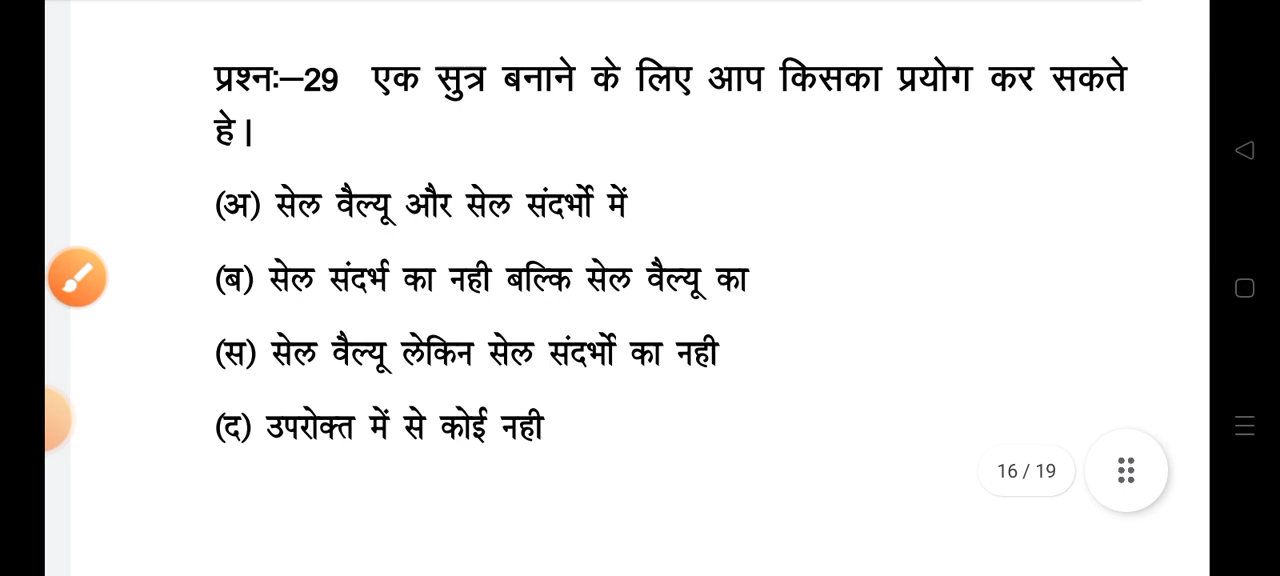 प्रश्नः–29 एक सुत्र बनाने के लिए आप किसका प्रयोग कर सकते
हे।
(अ) सेल वैल्यू और सेल संदर्भो में
(ब) सेल संदर्भ का नही बल्कि सेल वैल्यू का
(स) सेल वैल्यू लेकिन सेल संदर्भो का नही
(द) उपरोक्त में से कोई नही
16 / 19